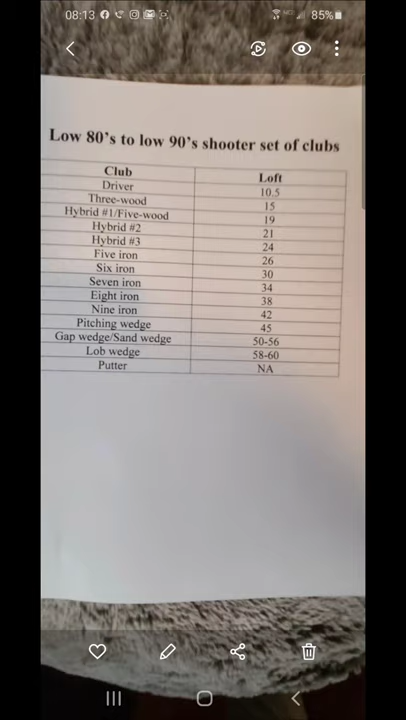 08:13
85%
Low 80's to low 90's shooter set of clubs
Club Loft
Driver 10.5
Three-wood 15
Hybrid #1/Five-wood 19
Hybrid #2 21
Hybrid #3 24
Five iron 26
Six iron 30
Seven iron 34
Eight iron 38
Nine iron 42
Pitching wedge 45
Gap wedge/Sand wedge 50-56
Lob wedge 58-60
Putter NA